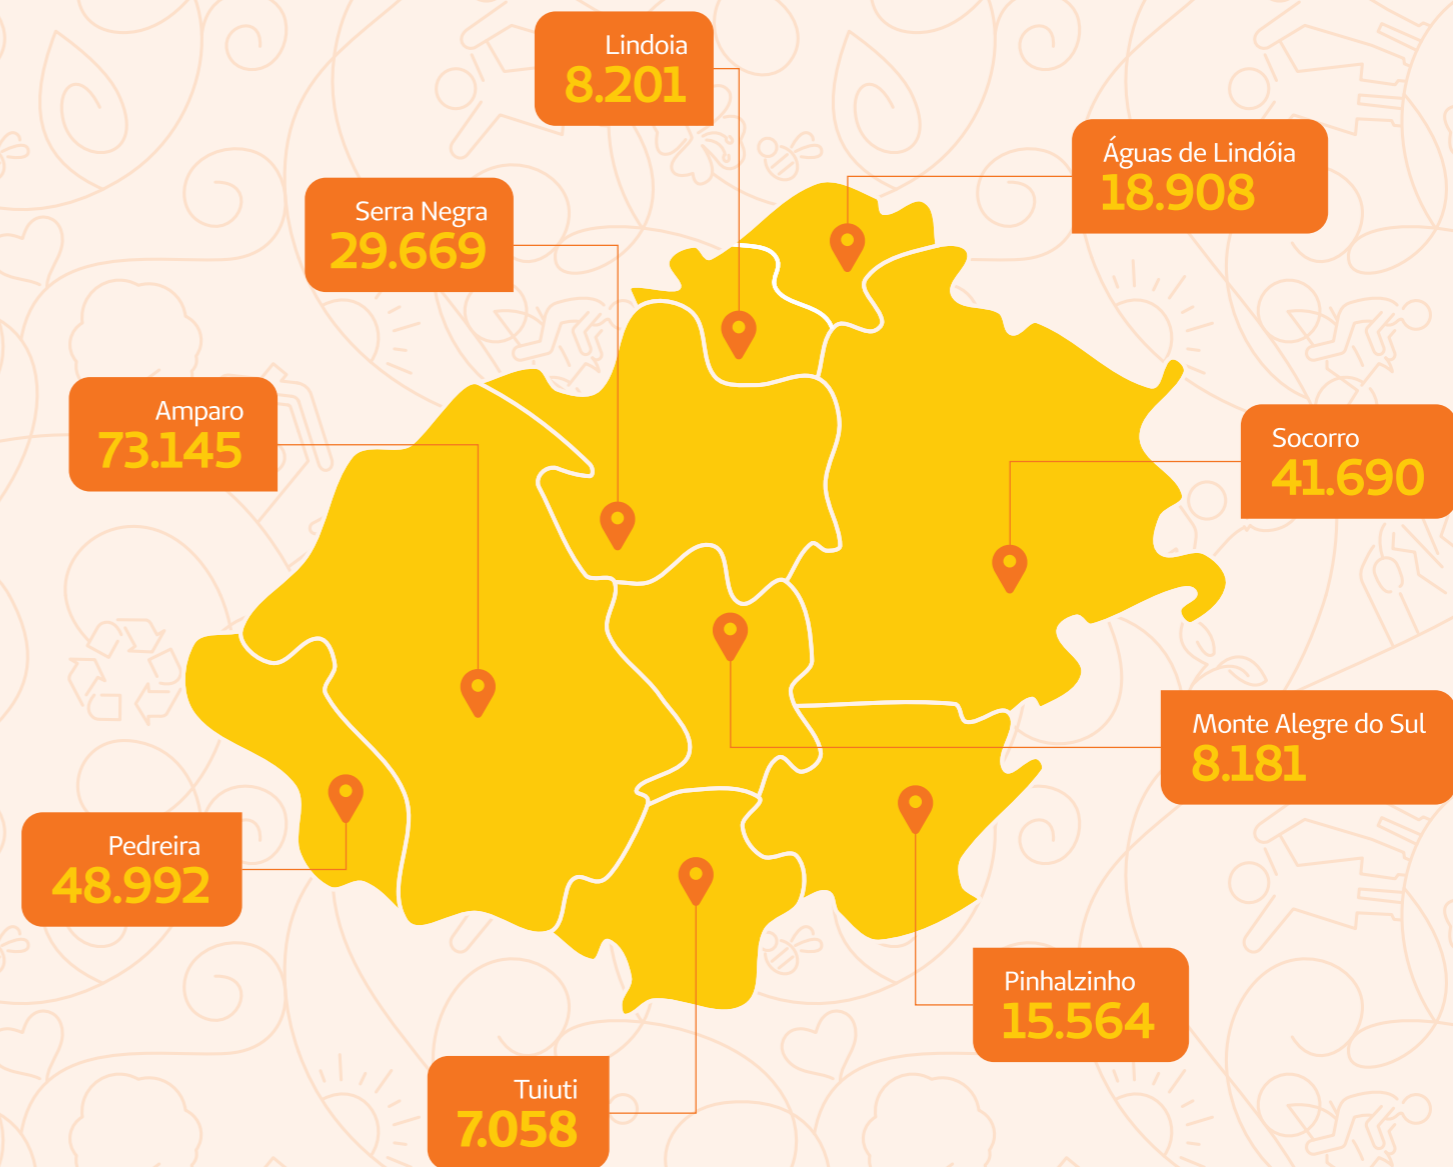 Lindoia
8.201
Águas de Lindóia
18.908
Serra Negra
29.669
Amparo
73.145
Socorro
41.690
Monte Alegre do Sul
8.181
Pedreira
48.992
Pinhalzinho
15.564
Tuiuti
7.058